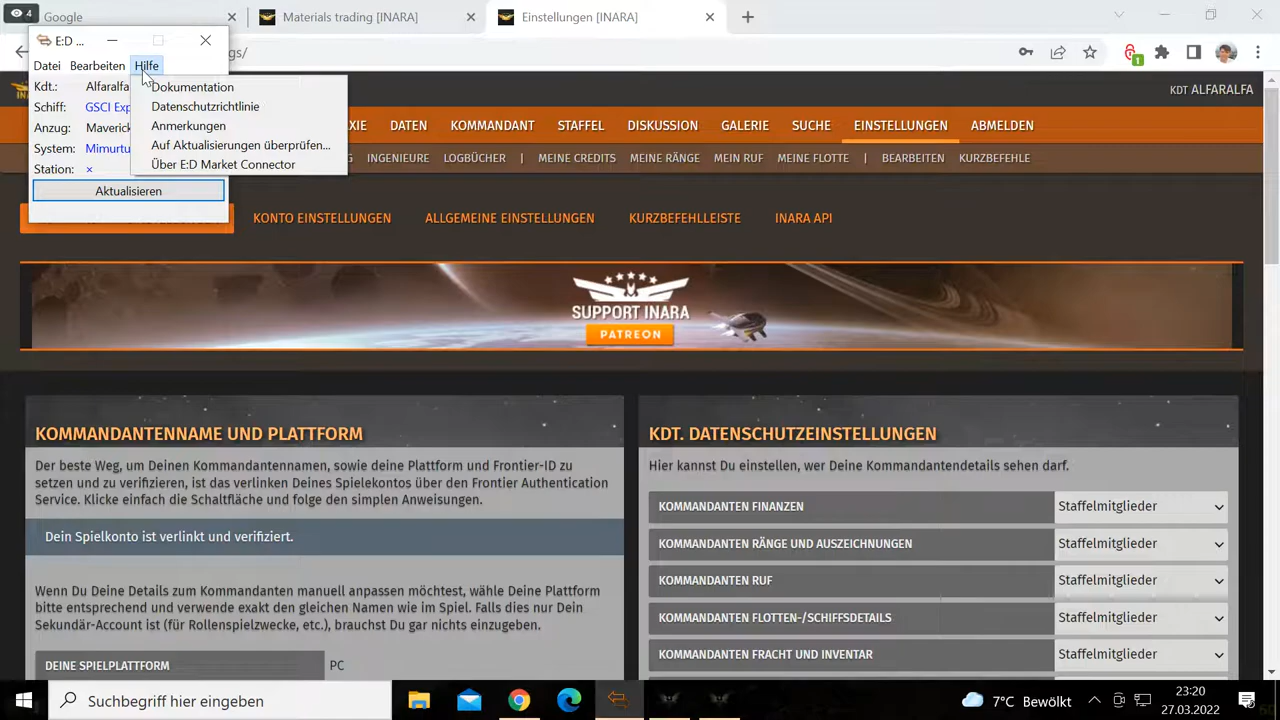 4
Google
Materials trading [INARA]
Einstellungen [INARA]
E:D ...
gs/
1
Datei Bearbeiten Hilfe
Kdt.: Alfaralfa
Schiff: GSCI Exp
Anzug: Maverick
System: Mimurtu
Station: ×
Aktualisieren
Dokumentation
Datenschutzrichtlinie
Anmerkungen
Auf Aktualisierungen überprüfen...
Über E:D Market Connector
KDT ALFARALFA
XIE DATEN KOMMANDANT STAFFEL DISKUSSION GALERIE SUCHE EINSTELLUNGEN ABMELDEN
G INGENIEURE LOGBÜCHER | MEINE CREDITS MEINE RÄNGE MEIN RUF MEINE FLOTTE | BEARBEITEN KURZBEFEHLE
KONTO EINSTELLUNGEN ALLGEMEINE EINSTELLUNGEN KURZBEFEHLLEISTE INARA API
SUPPORT INARA
PATREON
KOMMANDANTENNAME UND PLATTFORM
Der beste Weg, um Deinen Kommandantennamen, sowie deine Plattform und Frontier-ID zu
setzen und zu verifizieren, ist das verlinken Deines Spielekontos über den Frontier Authentication
Service. Klicke einfach die Schaltfläche und folge den simplen Anweisungen.
Dein Spielkonto ist verlinkt und verifiziert.
Wenn Du Deine Details zum Kommandanten manuell anpassen möchtest, wähle Deine Plattform
bitte entsprechend und verwende exakt den gleichen Namen wie im Spiel. Falls dies nur Dein
Sekundär-Account ist (für Rollenspielzwecke, etc.), brauchst Du gar nichts einzugeben.
DEINE SPIELPLATTFORM PC
KDT. DATENSCHUTZEINSTELLUNGEN
Hier kannst Du einstellen, wer Deine Kommandantendetails sehen darf.
KOMMANDANTEN FINANZEN Staffelmitglieder
KOMMANDANTEN RÄNGE UND AUSZEICHNUNGEN Staffelmitglieder
KOMMANDANTEN RUF Staffelmitglieder
KOMMANDANTEN FLOTTEN-/SCHIFFSDETAILS Staffelmitglieder
KOMMANDANTEN FRACHT UND INVENTAR Staffelmitglieder
Suchbegriff hier eingeben
7°C Bewölkt
23:20
27.03.2022